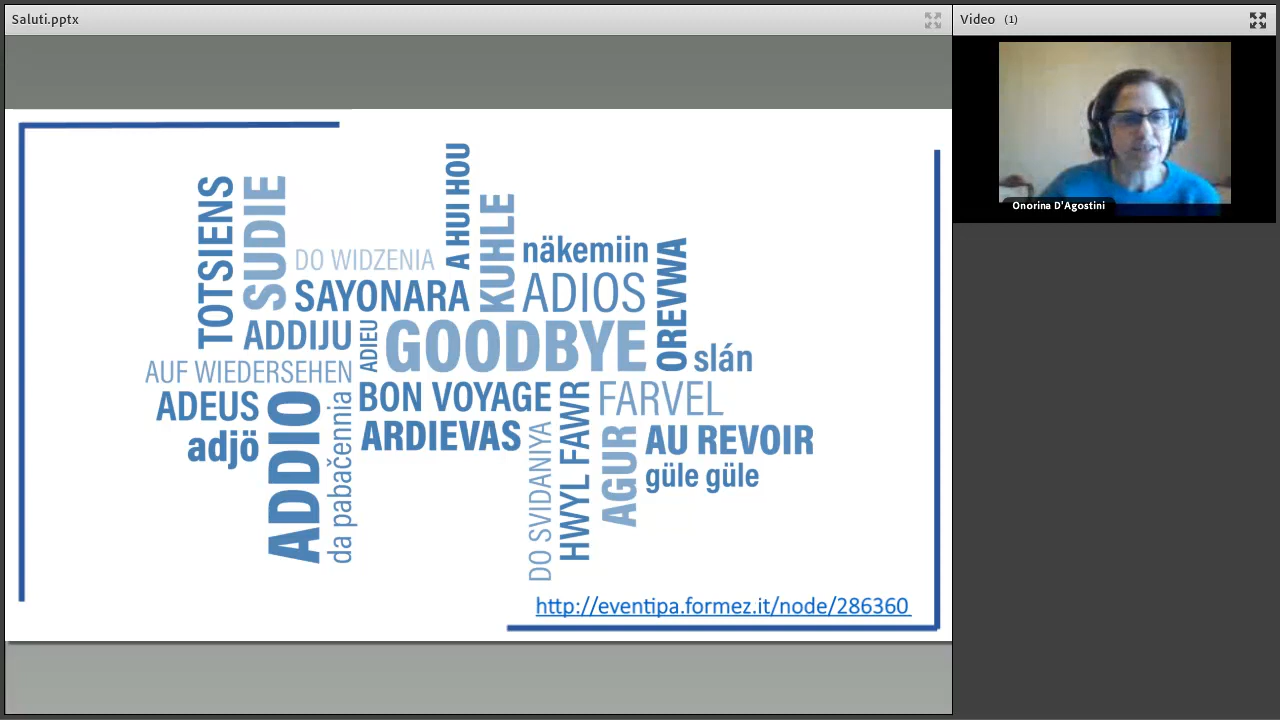 Saluti.pptx
Video (1)
Onorina D'Agostini
TOTSIENS
SUDIE
A HUI HOU
KUHLE
DO WIDZENIA
näkemiin
OREVWA
SAYONARA
ADIOS
ADDIJU
ADIEU
GOODBYE
slán
AUF WIEDERSEHEN
ADEUS
BON VOYAGE
FARVEL
adjö
ADDIO
da pabačennia
ARDIEVAS
DO SVIDANIYA
HWYL FAWR
AGUR
AU REVOIR
güle güle
http://eventipa.formez.it/node/286360